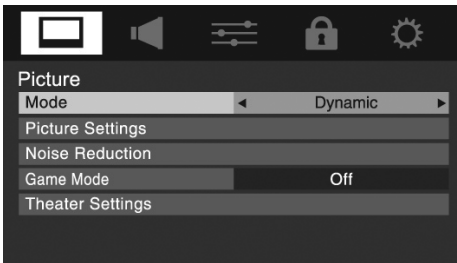 Picture
Mode Dynamic
Picture Settings
Noise Reduction
Game Mode Off
Theater Settings